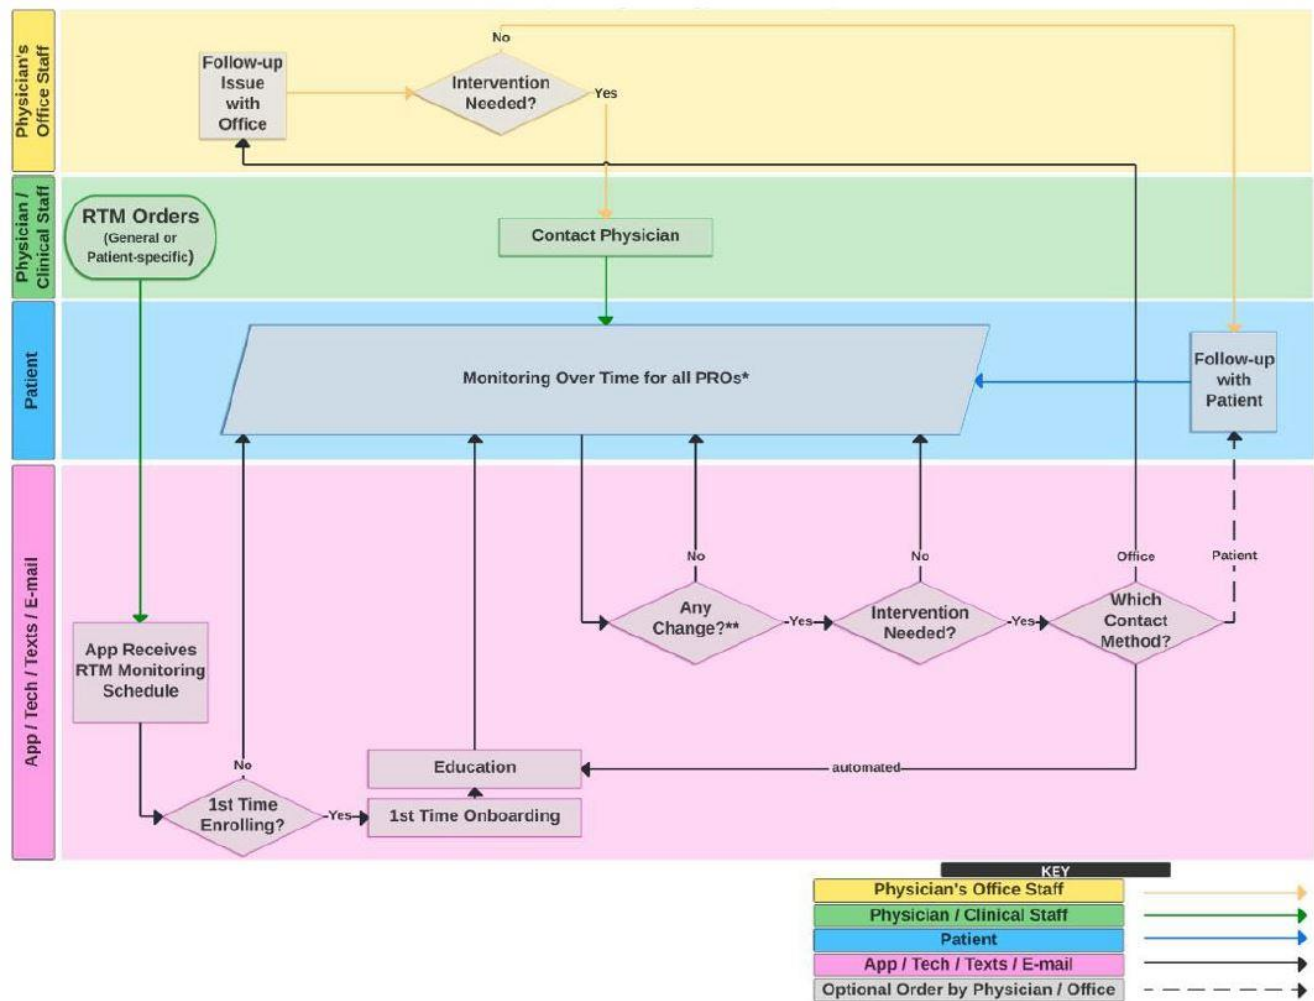 Physician's
Office Staff
Follow-up
Issue
with
Office
No
Intervention
Needed?
Yes
Physician /
Clinical Staff
RTM Orders
(General or
Patient-specific)
Contact Physician
Patient
Monitoring Over Time for all PROs*
Follow-up
with
Patient
App / Tech / Texts / E-mail
App Receives
RTM Monitoring
Schedule
No
Any
Change?**
Yes
No
Intervention
Needed?
Yes
Office
Which
Contact
Method?
Patient
No
1st Time
Enrolling?
Yes
Education
automated
1st Time Onboarding
KEY
Physician's Office Staff
Physician / Clinical Staff
Patient
App / Tech / Texts / E-mail
Optional Order by Physician / Office